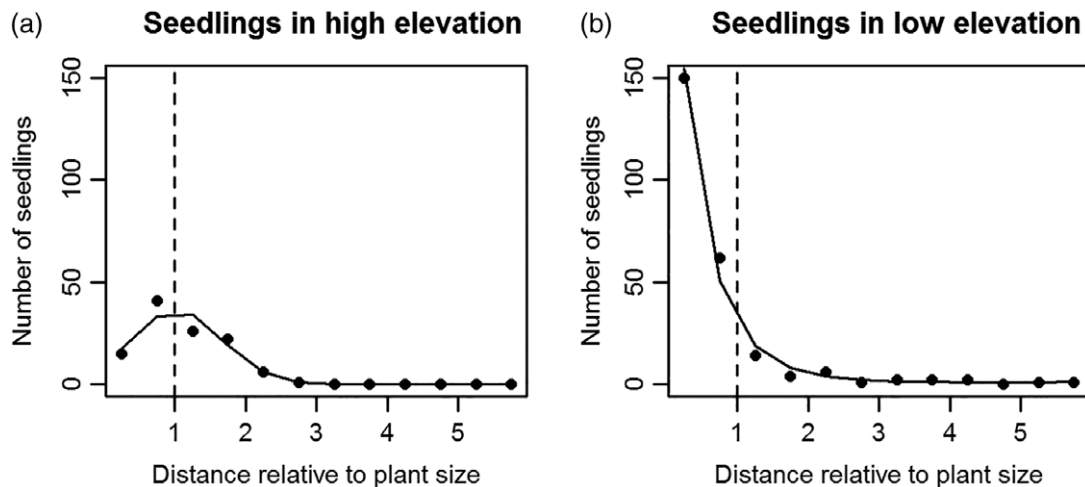 (a) Seedlings in high elevation
Number of seedlings
150
100
50
0
1 2 3 4 5
Distance relative to plant size
(b) Seedlings in low elevation
Number of seedlings
150
100
50
0
1 2 3 4 5
Distance relative to plant size